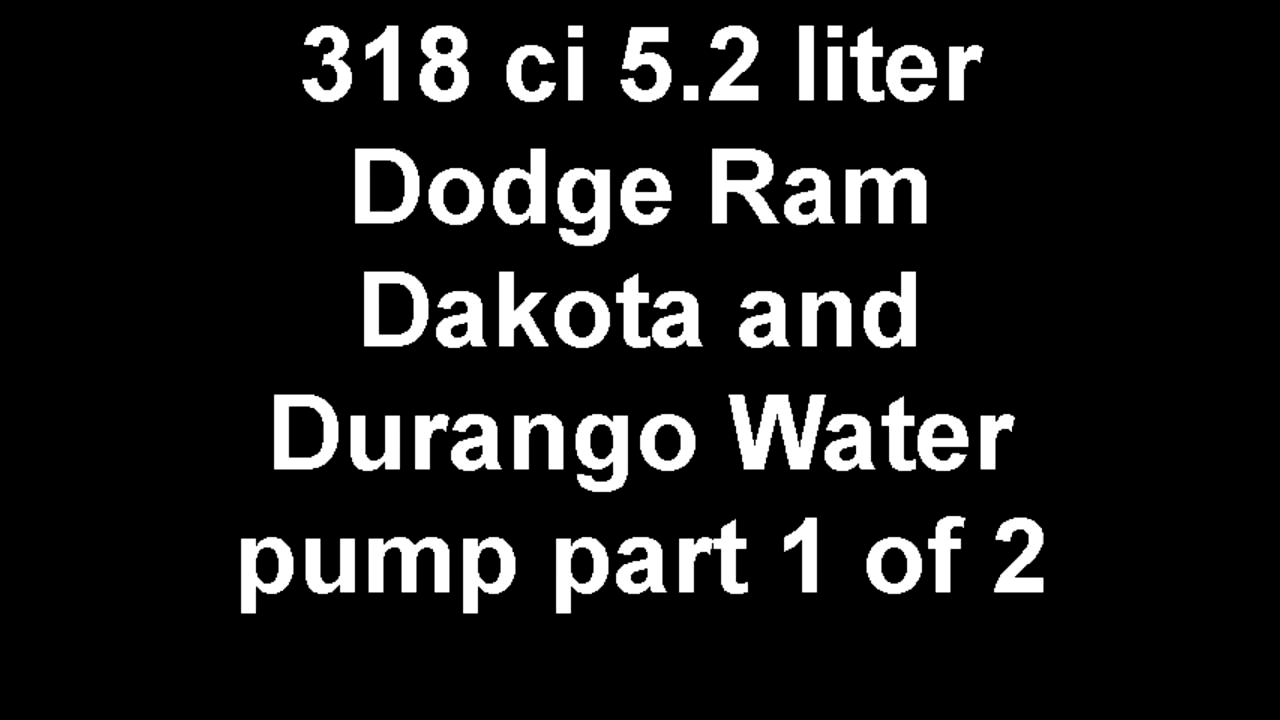 318 ci 5.2 liter
Dodge Ram
Dakota and
Durango Water
pump part 1 of 2